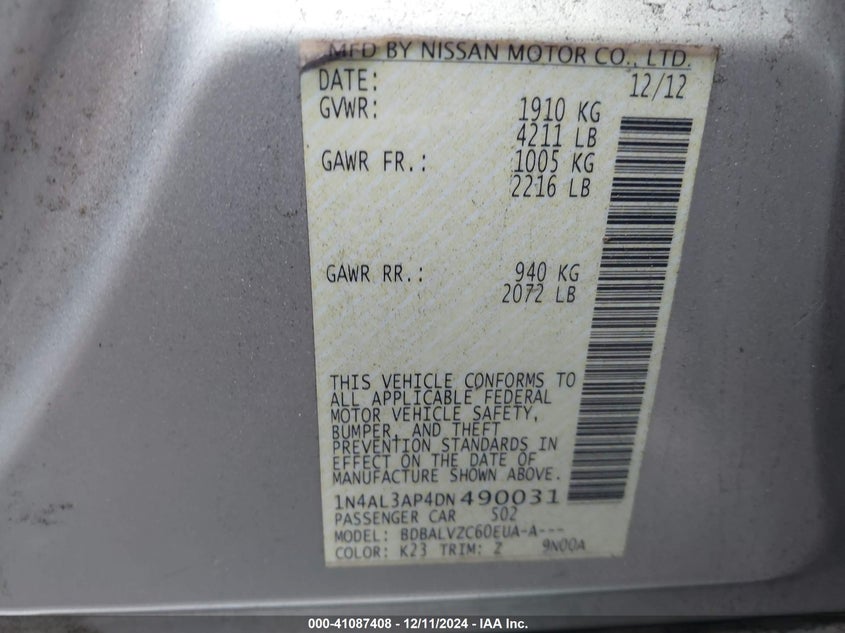 MFD BY NISSAN MOTOR CO., LTD.
DATE: 12/12
GVWR: 1910 KG
4211 LB
GAWR FR.: 1005 KG
2216 LB
GAWR RR.: 940 KG
2072 LB
THIS VEHICLE CONFORMS TO
ALL APPLICABLE FEDERAL
MOTOR VEHICLE SAFETY,
BUMPER, AND THEFT
PREVENTION STANDARDS IN
EFFECT ON THE DATE OF
MANUFACTURE SHOWN ABOVE.
1N4AL3AP4DN490031
PASSENGER CAR 502
MODEL: BDBALVZC60EUA-A---
COLOR: K23 TRIM: Z 9N00A
000-41087408 - 12/11/2024 - IAA Inc.